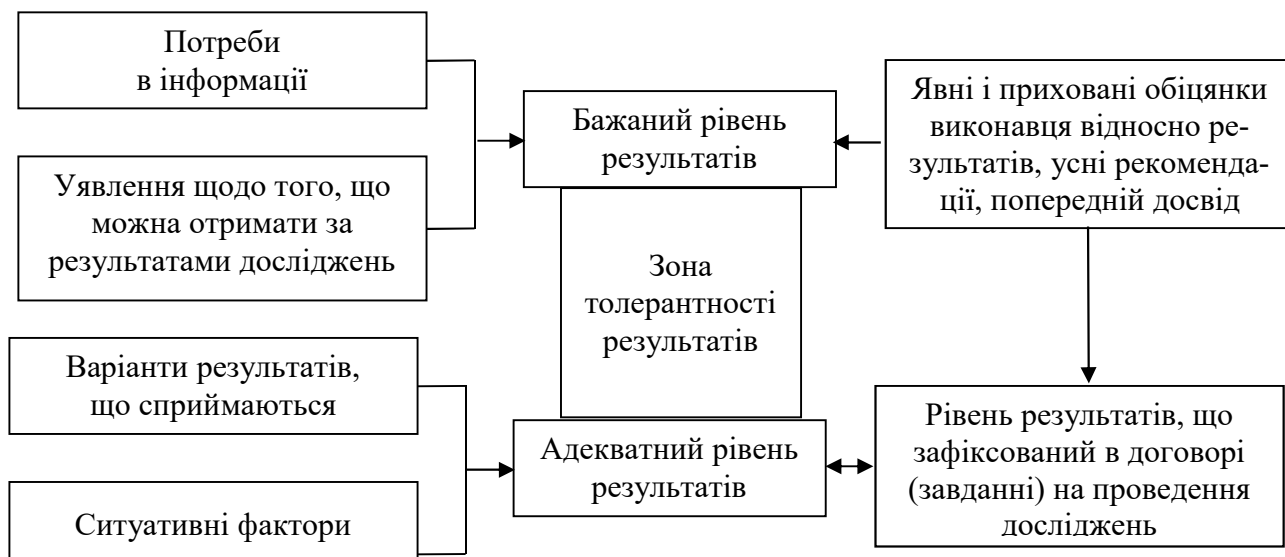 Потреби
в інформації
Уявлення щодо того, що
можна отримати за
результатами досліджень
Бажаний рівень
результатів
Явні і приховані обіцянки
виконавця відносно ре-
зультатів, усні рекоменда-
ції, попередній досвід
Зона
толерантності
результатів
Варіанти результатів,
що сприймаються
Ситуативні фактори
Адекватний рівень
результатів
Рівень результатів, що
зафіксований в договорі
(завданні) на проведення
досліджень